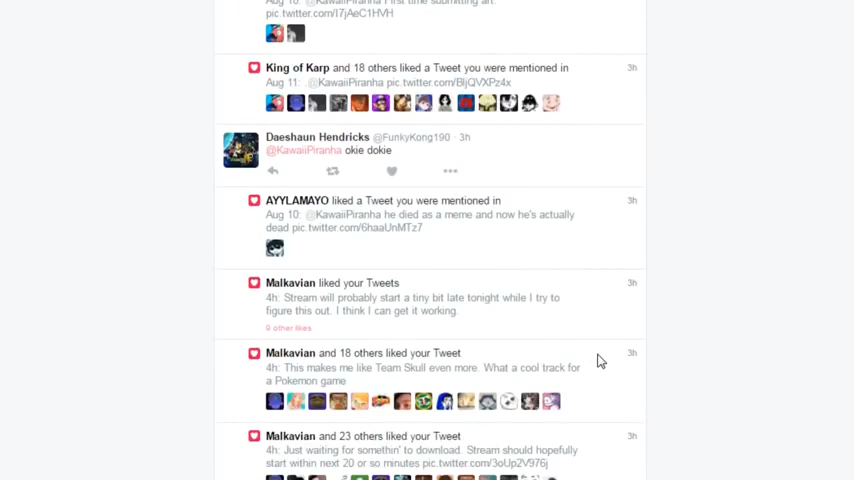 Aug 10: @KawaiiPiranha First time submitting art.
pic.twitter.com/I7jAeC1HVH
King of Karp and 18 others liked a Tweet you were mentioned in
3h
Aug 11: .@KawaiiPiranha pic.twitter.com/BljQVXPz4x
Daeshaun Hendricks @FunkyKong190 · 3h
@KawaiiPiranha okie dokie
AYYLAMAYO liked a Tweet you were mentioned in
3h
Aug 10: @KawaiiPiranha he died as a meme and now he's actually
dead pic.twitter.com/6haaUnMTz7
Malkavian liked your Tweets
3h
4h: Stream will probably start a tiny bit late tonight while I try to
figure this out. I think I can get it working.
9 other likes
Malkavian and 18 others liked your Tweet
3h
4h: This makes me like Team Skull even more. What a cool track for
a Pokemon game
Malkavian and 23 others liked your Tweet
3h
4h: Just waiting for somethin' to download. Stream should hopefully
start within next 20 or so minutes pic.twitter.com/3oUp2V976j